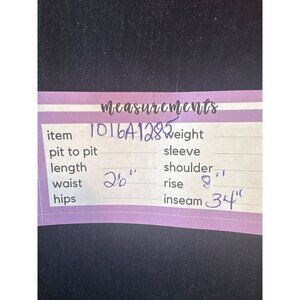 measurements
item 1016A1285 weight
pit to pit sleeve
length shoulder
waist 26" rise 8"
hips inseam 34"